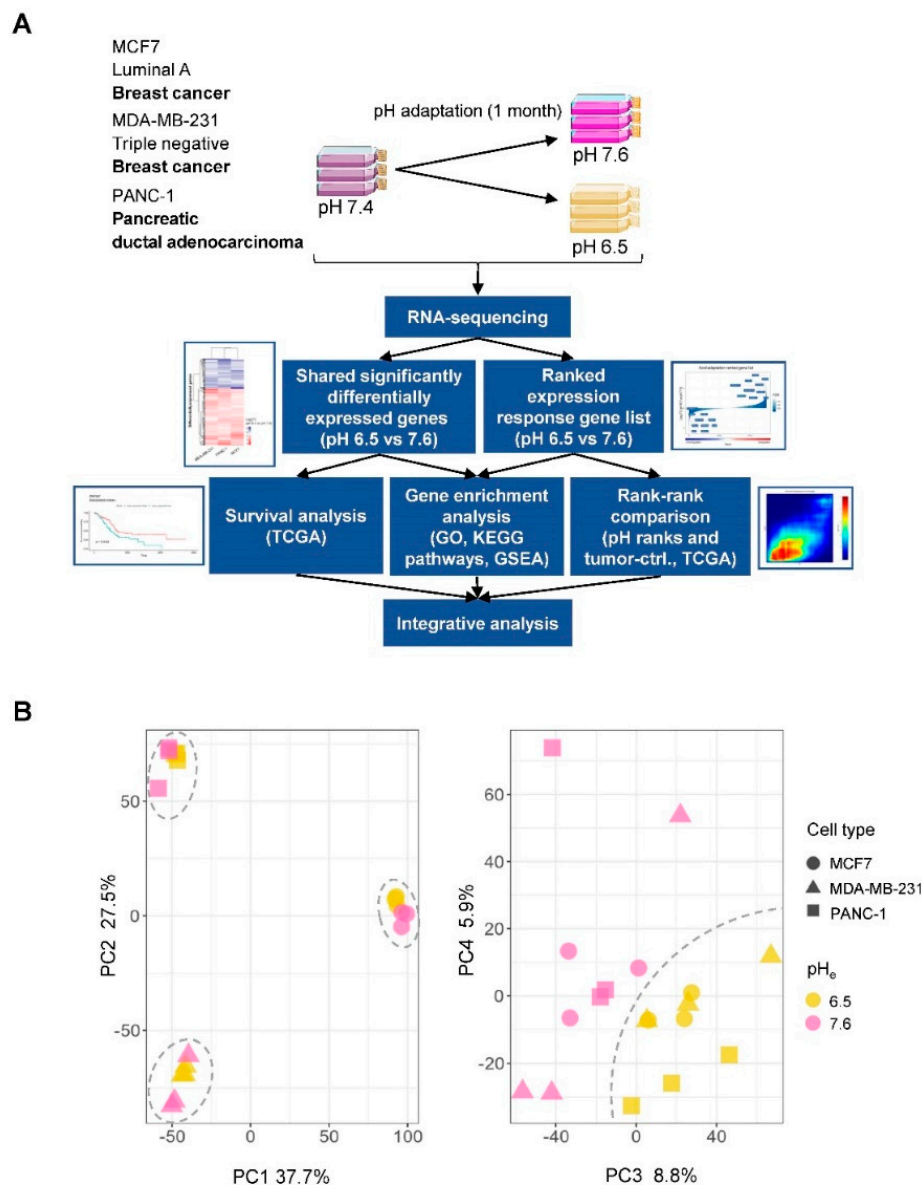 A
MCF7
Luminal A
Breast cancer
MDA-MB-231
Triple negative
Breast cancer
PANC-1
Pancreatic
ductal adenocarcinoma
pH adaptation (1 month)
pH 7.4
pH 7.6
pH 6.5
RNA-sequencing
Shared significantly
differentially
expressed genes
(pH 6.5 vs 7.6)
Ranked
expression
response gene list
(pH 6.5 vs 7.6)
Survival analysis
(TCGA)
Gene enrichment
analysis
(GO, KEGG
pathways, GSEA)
Rank-rank
comparison
(pH ranks and
tumor-ctrl., TCGA)
Integrative analysis
B
50
0
-50
PC2 27.5%
-50
0
50
100
PC1 37.7%
60
40
20
0
-20
PC4 5.9%
-40
0
40
PC3 8.8%
Cell type
MCF7
MDA-MB-231
PANC-1
pHe
6.5
7.6